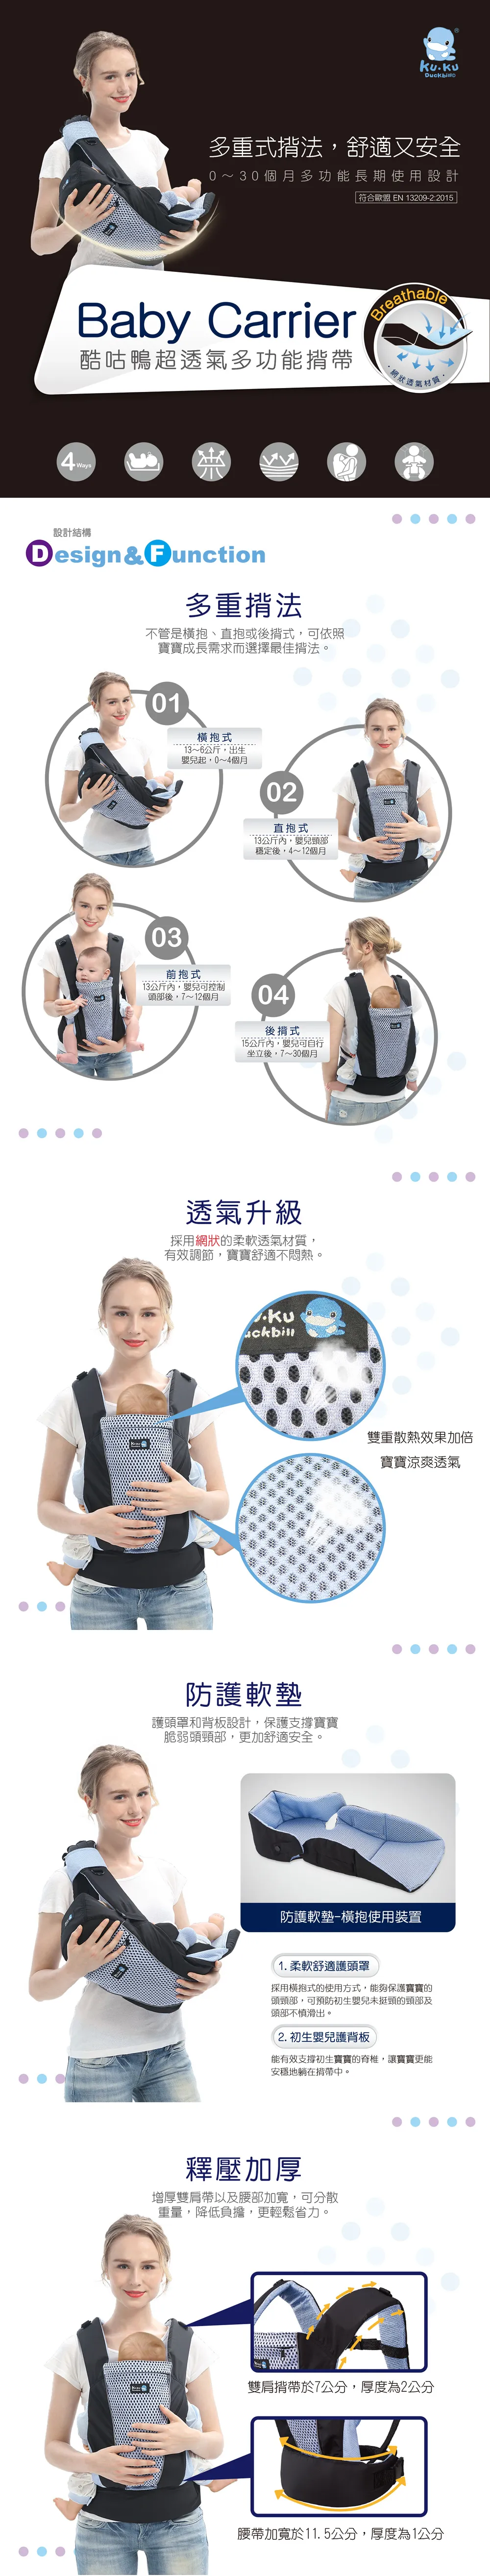 KU.KU
Duckbill®
多重式揹法，舒適又安全
0～30個月多功能長期使用設計
符合歐盟 EN 13209-2:2015
Baby Carrier
酷咕鴨超透氣多功能揹帶
Breathable
·網狀透氣材質·
4 Ways
設計結構
Design&Function
多重揹法
不管是橫抱、直抱或後揹式，可依照
寶寶成長需求而選擇最佳揹法。
01
橫抱式
13～6公斤，出生
嬰兒起，0～4個月
02
直抱式
13公斤內，嬰兒頸部
穩定後，4～12個月
03
前抱式
13公斤內，嬰兒可控制
頭部後，7～12個月
04
後揹式
15公斤內，嬰兒可自行
坐立後，7～30個月
透氣升級
採用網狀的柔軟透氣材質，
有效調節，寶寶舒適不悶熱。
.Ku
uckbill
雙重散熱效果加倍
寶寶涼爽透氣
防護軟墊
護頭罩和背板設計，保護支撐寶寶
脆弱頭頸部，更加舒適安全。
防護軟墊-橫抱使用裝置
1.柔軟舒適護頭罩
採用橫抱式的使用方式，能夠保護寶寶的
頭頸部，可預防初生嬰兒未挺頸的頸部及
頭部不慎滑出。
2.初生嬰兒護背板
能有效支撐初生寶寶的脊椎，讓寶寶更能
安穩地躺在揹帶中。
釋壓加厚
增厚雙肩帶以及腰部加寬，可分散
重量，降低負擔，更輕鬆省力。
雙肩揹帶於7公分，厚度為2公分
腰帶加寬於11.5公分，厚度為1公分